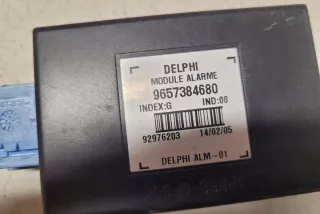 DELPHI
MODULE ALARME
9657384680
INDEX:G IND:00
92976203 14/02/05
DELPHI ALM-01